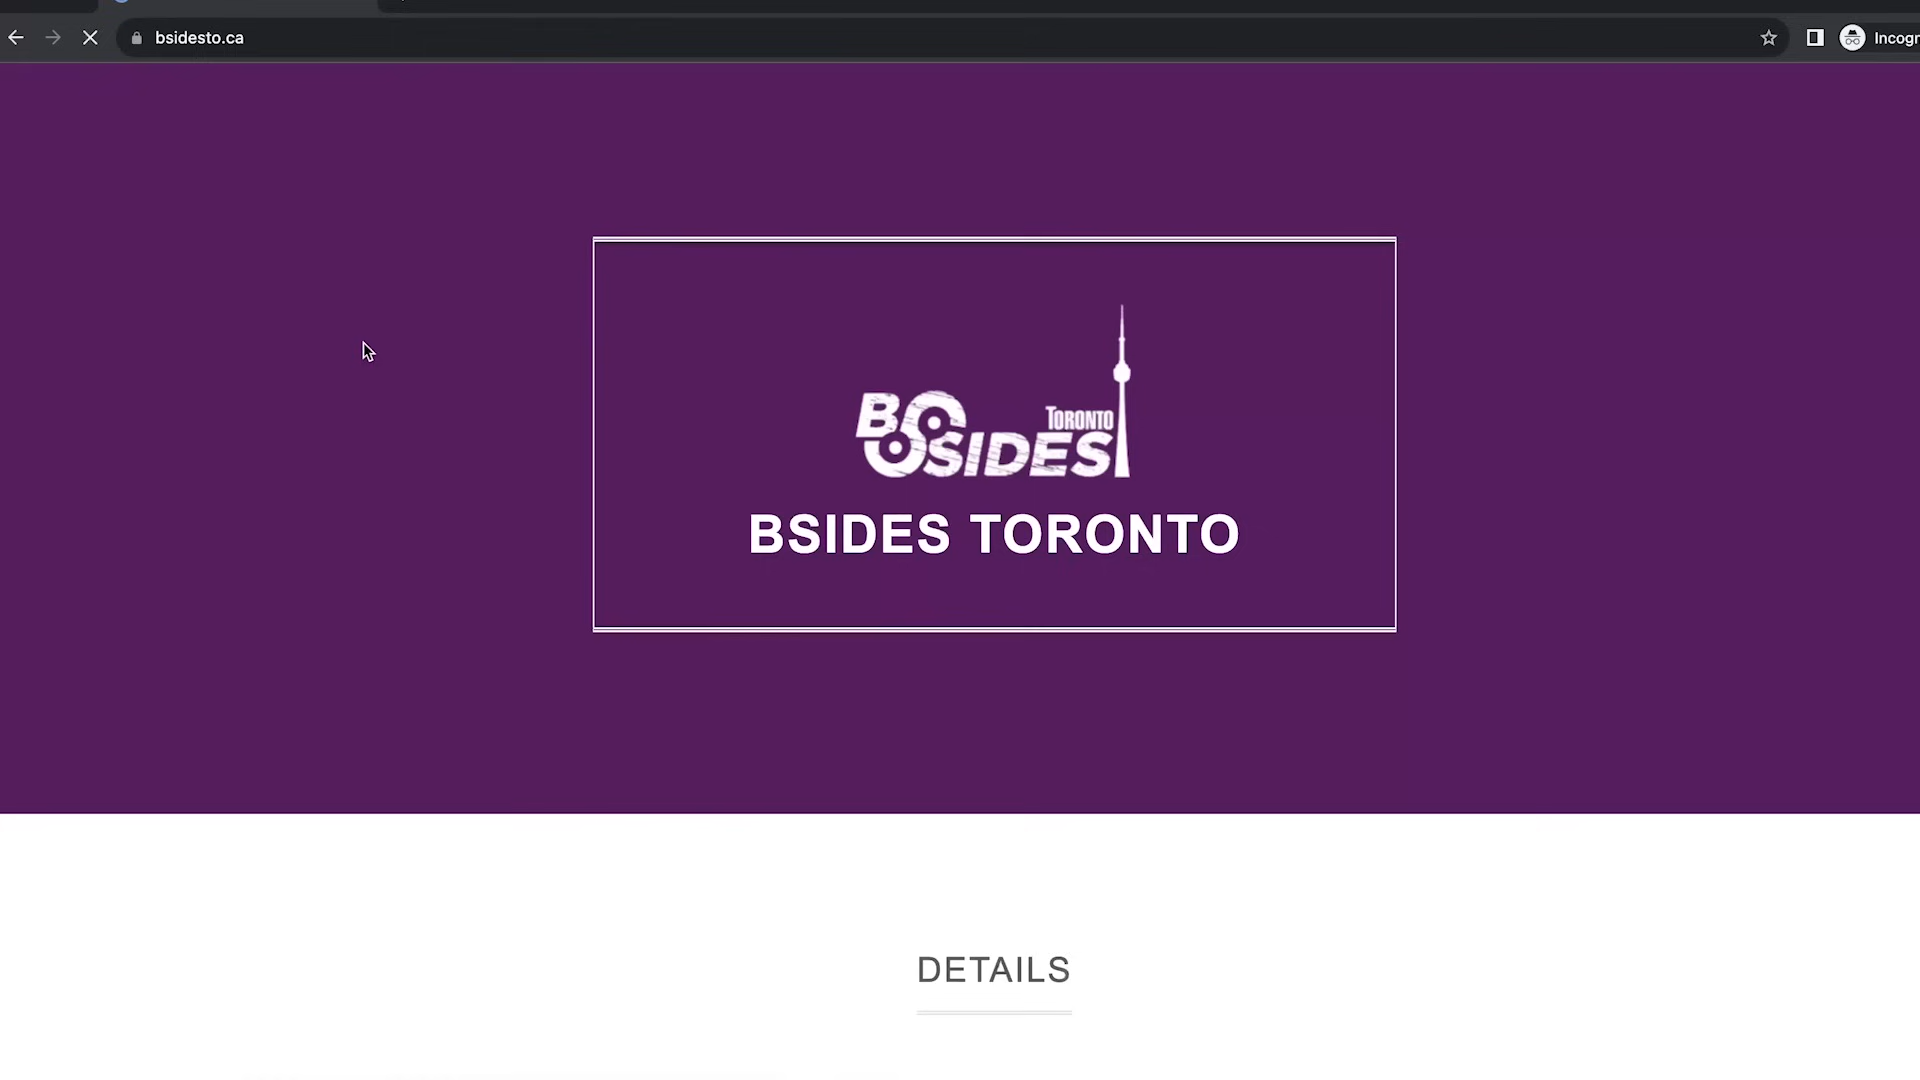 bsidesto.ca
Incogn
TORONTO
BSIDES
BSIDES TORONTO
DETAILS